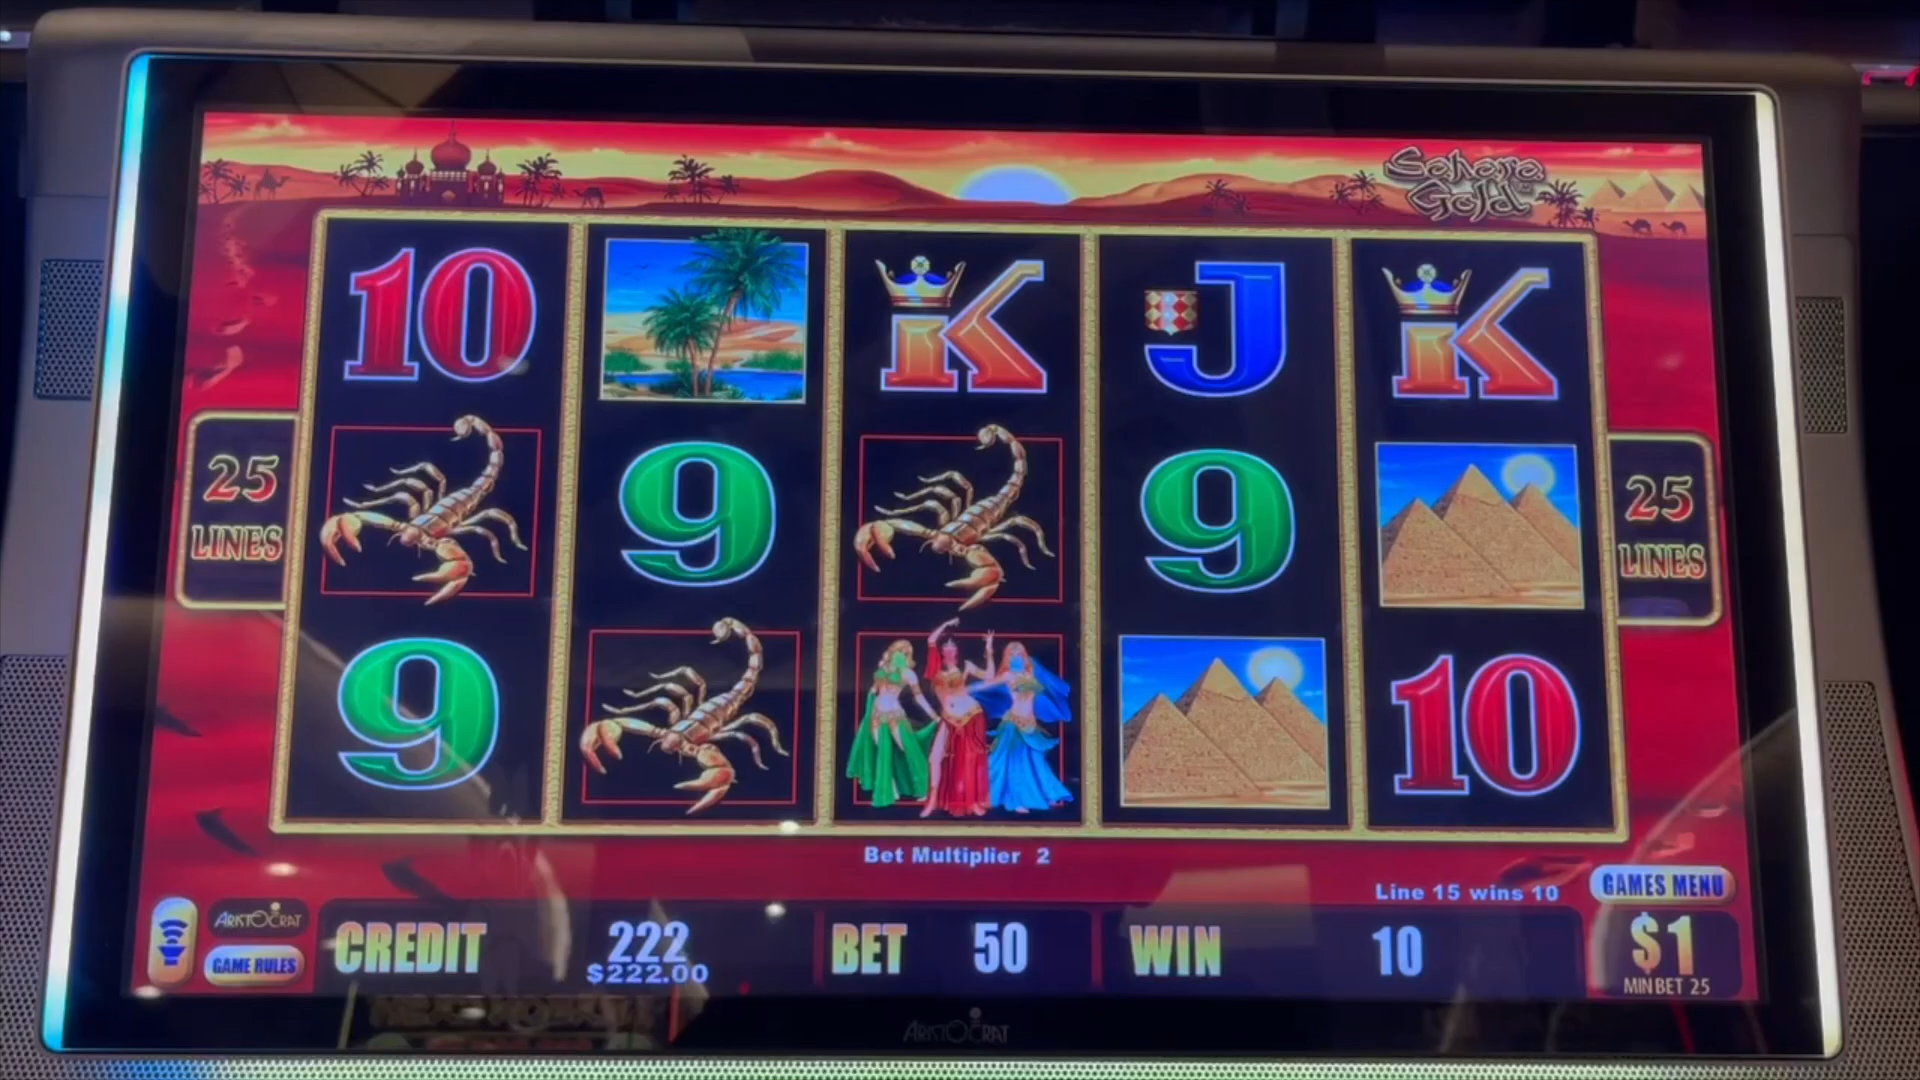 Sahara
Gold
10
K
J
K
25
LINES
9
9
25
LINES
9
10
Bet Multiplier 2
Line 15 wins 10
GAMES MENU
ARISTOCRAT
GAME RULES
CREDIT 222
$222.00
BET 50
WIN 10
$1
MIN BET 25
ARISTOCRAT